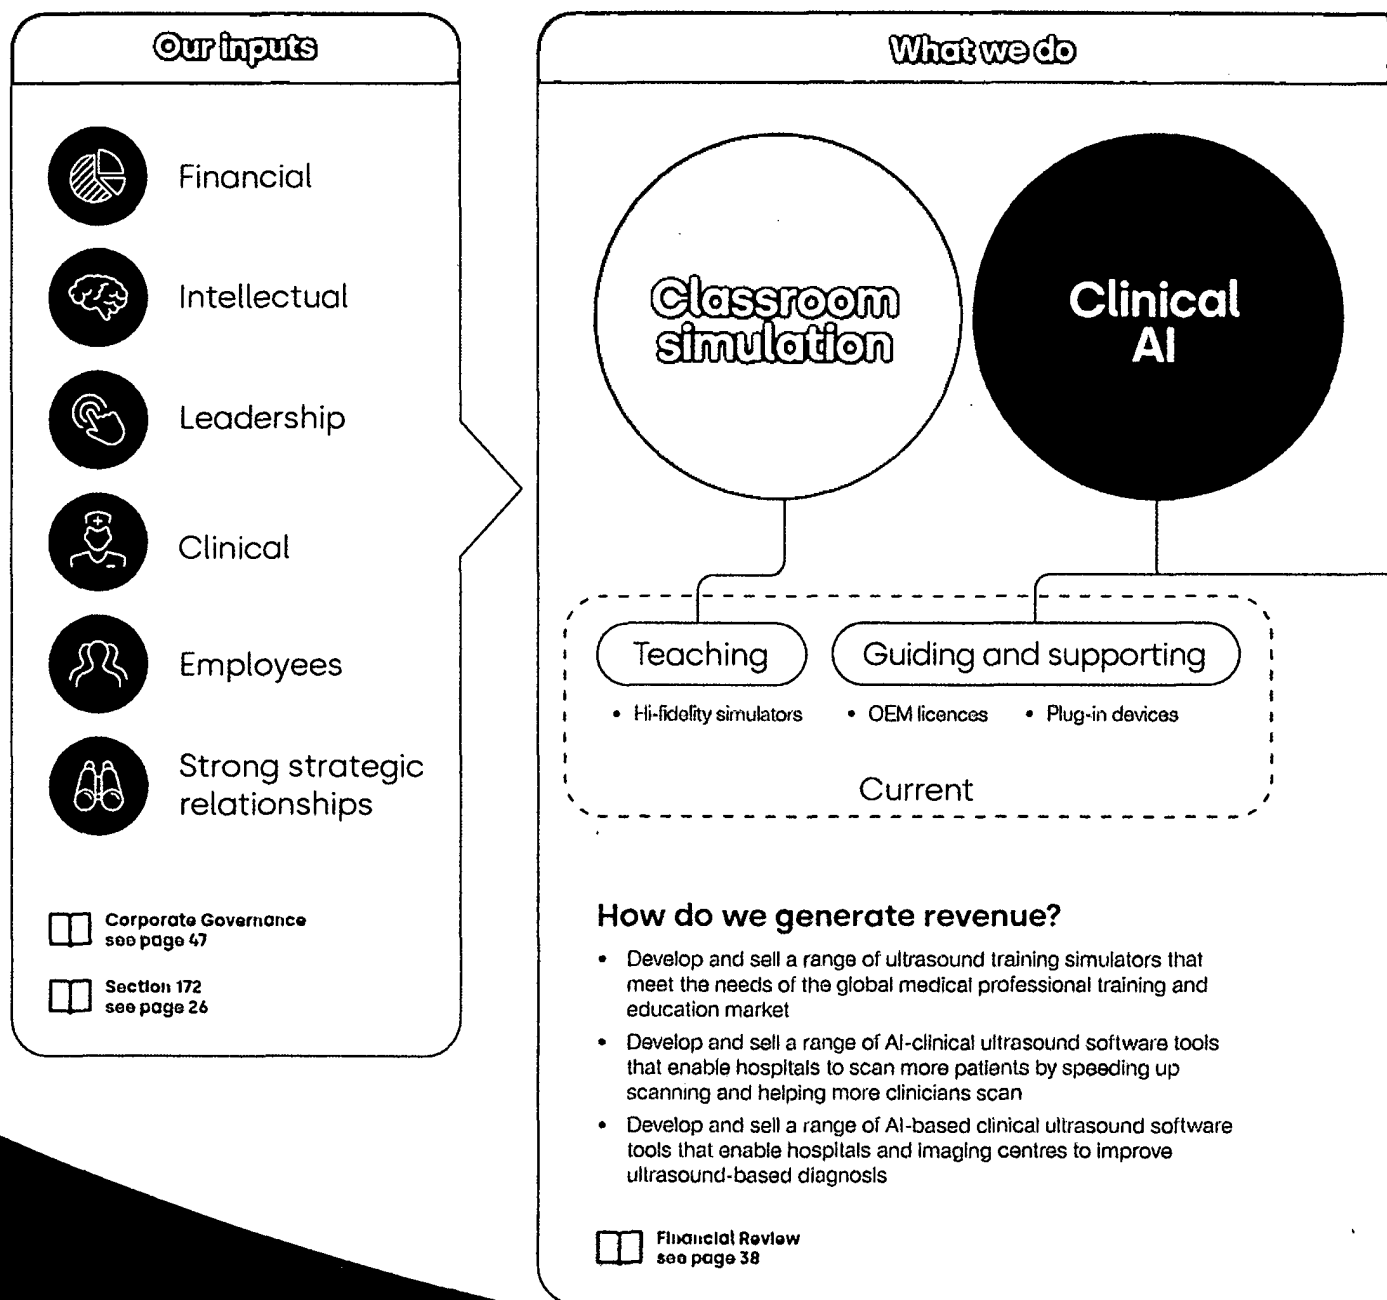 Our inputs
Financial
Intellectual
Leadership
Clinical
Employees
Strong strategic
relationships
Corporate Governance
see page 47
Section 172
see page 26
What we do
Classroom
simulation
Clinical
AI
Teaching
Guiding and supporting
• Hi-fidelity simulators
• OEM licences
• Plug-in devices
Current
How do we generate revenue?
• Develop and sell a range of ultrasound training simulators that
meet the needs of the global medical professional training and
education market
• Develop and sell a range of AI-clinical ultrasound software tools
that enable hospitals to scan more patients by speeding up
scanning and helping more clinicians scan
• Develop and sell a range of AI-based clinical ultrasound software
tools that enable hospitals and imaging centres to improve
ultrasound-based diagnosis
Financial Review
see page 38